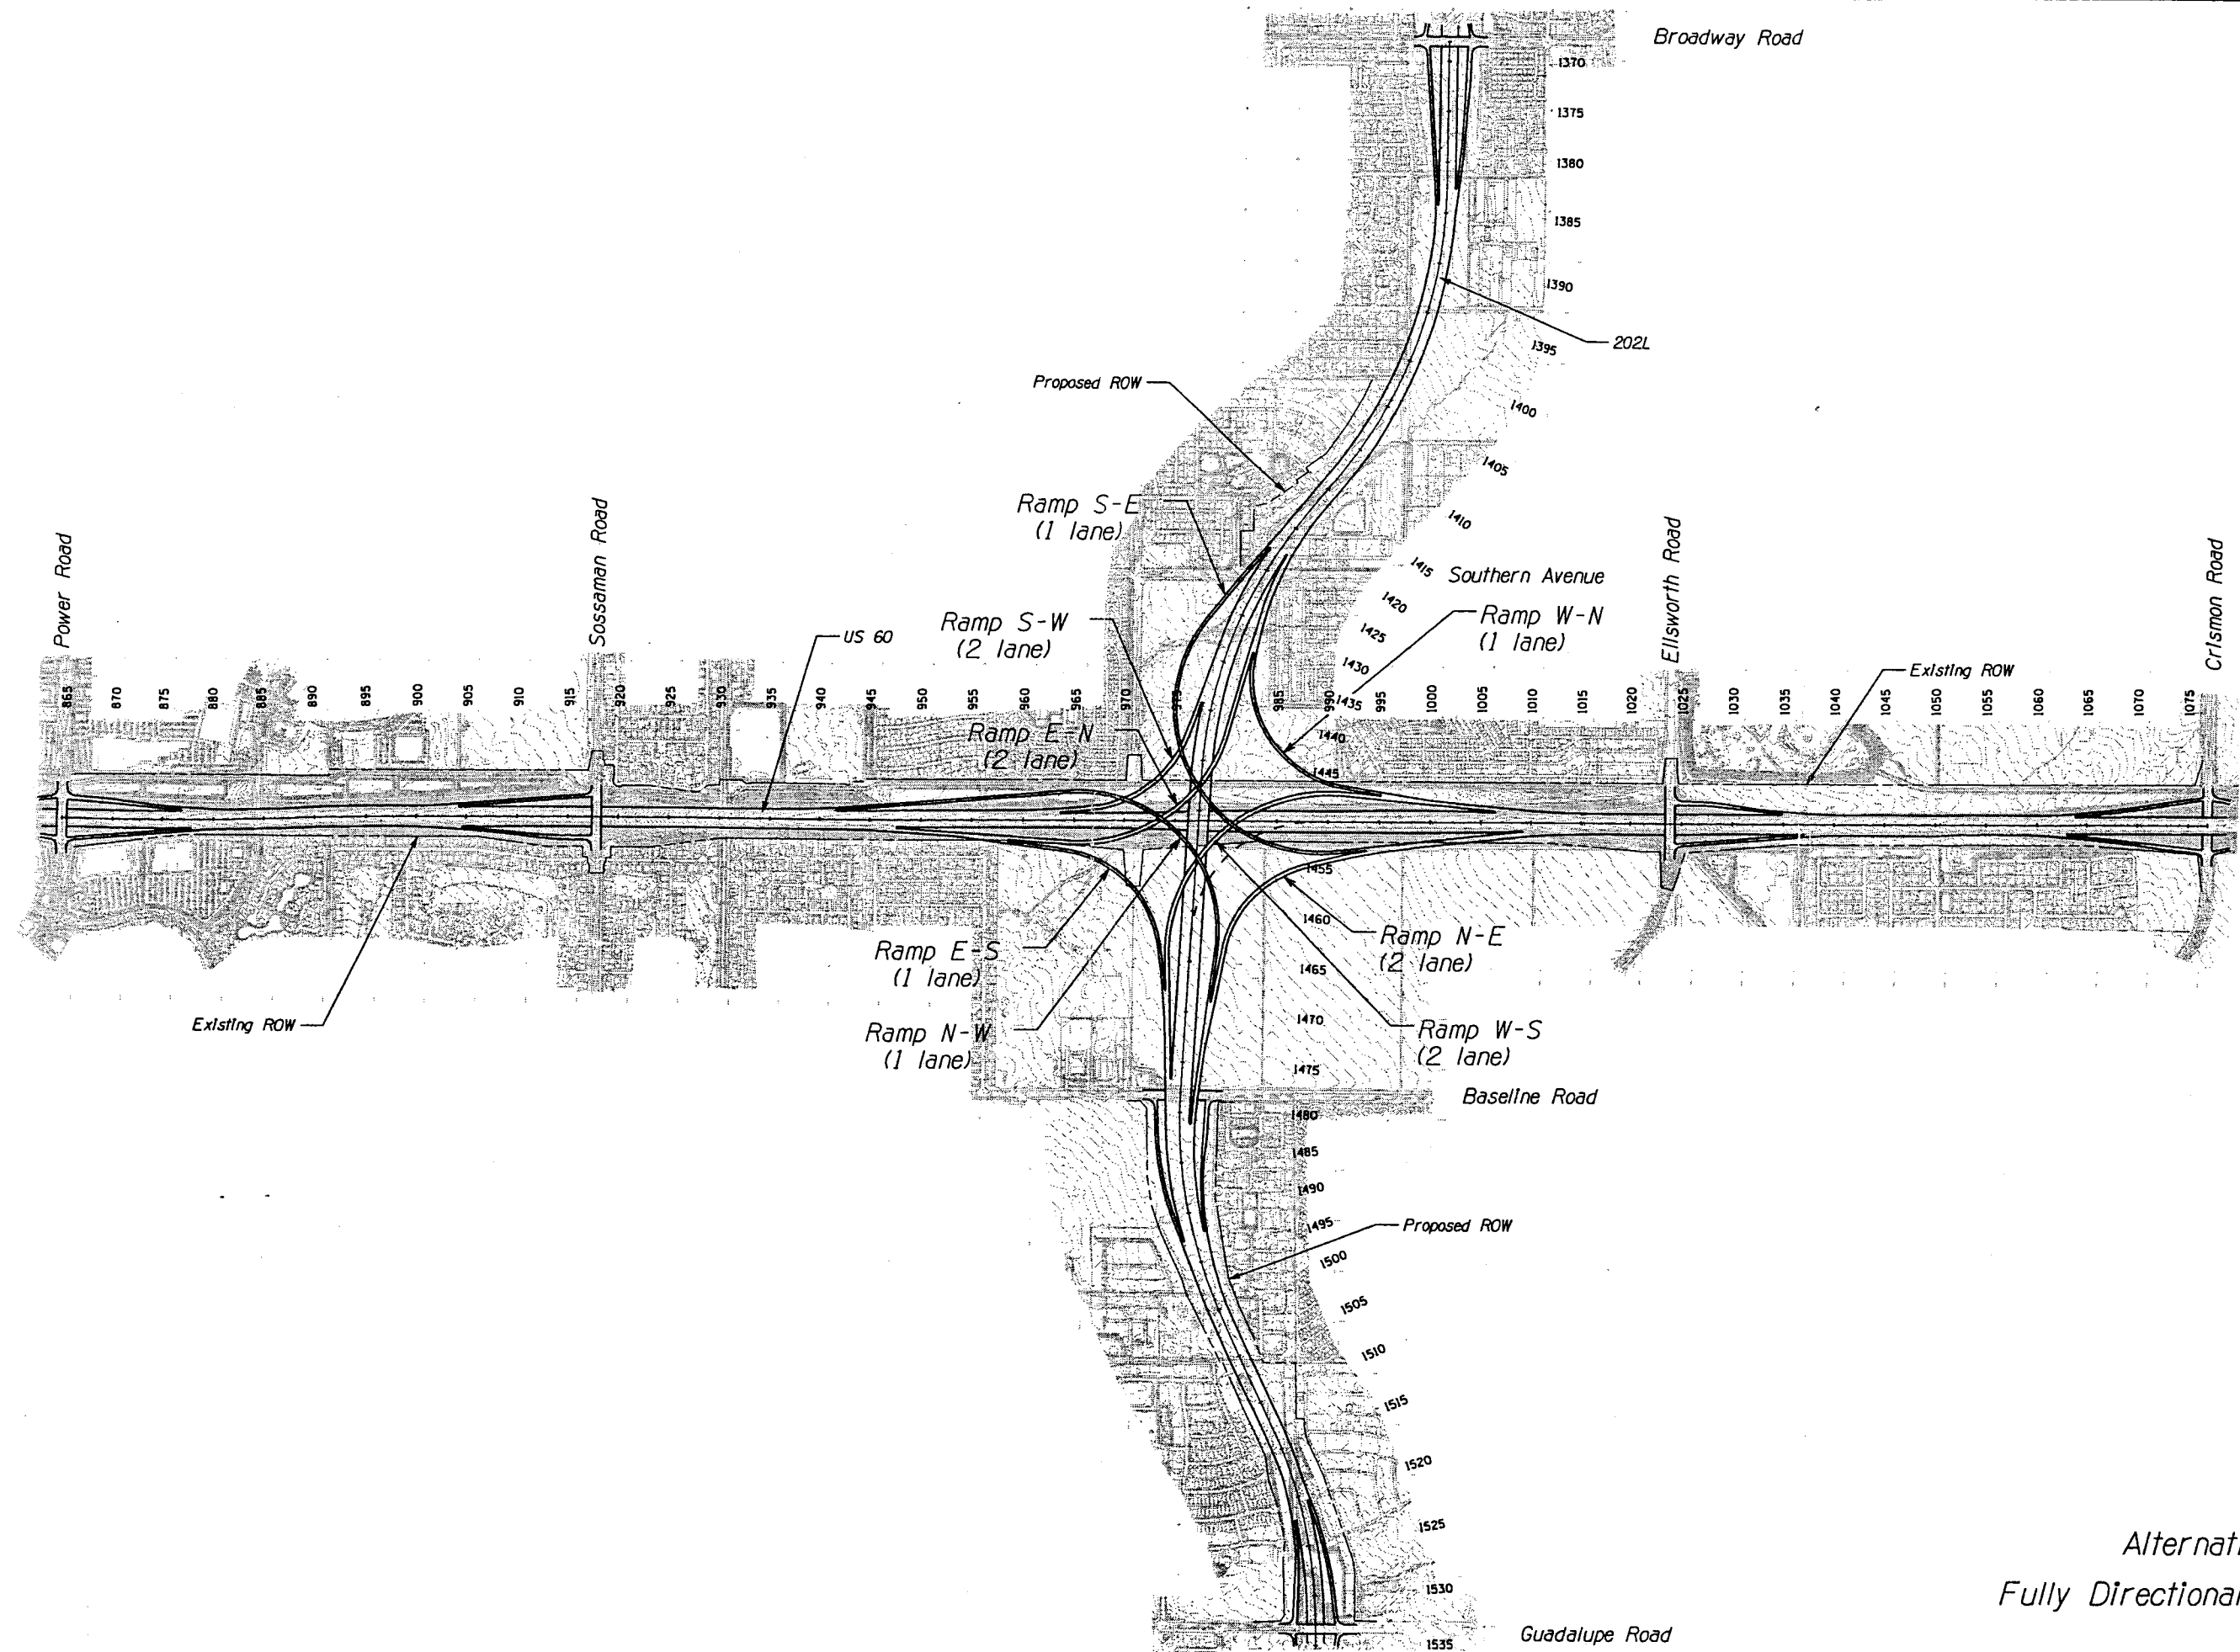 Broadway Road
1370
1375
1380
1385
1390
202L
1395
Proposed ROW
1400
1405
Ramp S-E
(1 lane)
1410
Power Road
Sossaman Road
Ellsworth Road
Crismon Road
1415
Southern Avenue
1420
Ramp S-W
(2 lane)
US 60
Ramp W-N
(1 lane)
1425
1430
Existing ROW
865 870 875 880 885 890 895 900 905 910 915 920 925 930 935 940 945 950 955 960 965 970 975 985 990 995 1000 1005 1010 1015 1020 1025 1030 1035 1040 1045 1050 1055 1060 1065 1070 1075
1435
Ramp E-N
(2 lane)
1440
1445
1455
1460
Ramp E-S
(1 lane)
Ramp N-E
(2 lane)
1465
Existing ROW
1470
Ramp N-W
(1 lane)
Ramp W-S
(2 lane)
1475
Baseline Road
1480
1485
1490
1495
Proposed ROW
1500
1505
1510
1515
1520
1525
Alternati
Fully Directional
1530
Guadalupe Road
1535